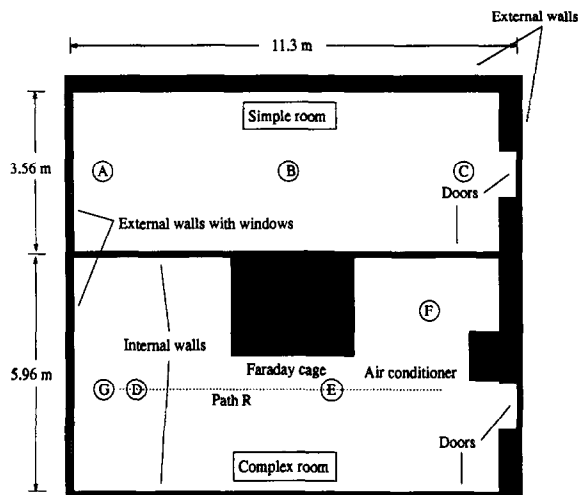 External walls
11.3 m
Simple room
3.56 m
A
B
C
Doors
External walls with windows
F
Internal walls
5.96 m
Faraday cage
Air conditioner
G
D
E
Path R
Doors
Complex room